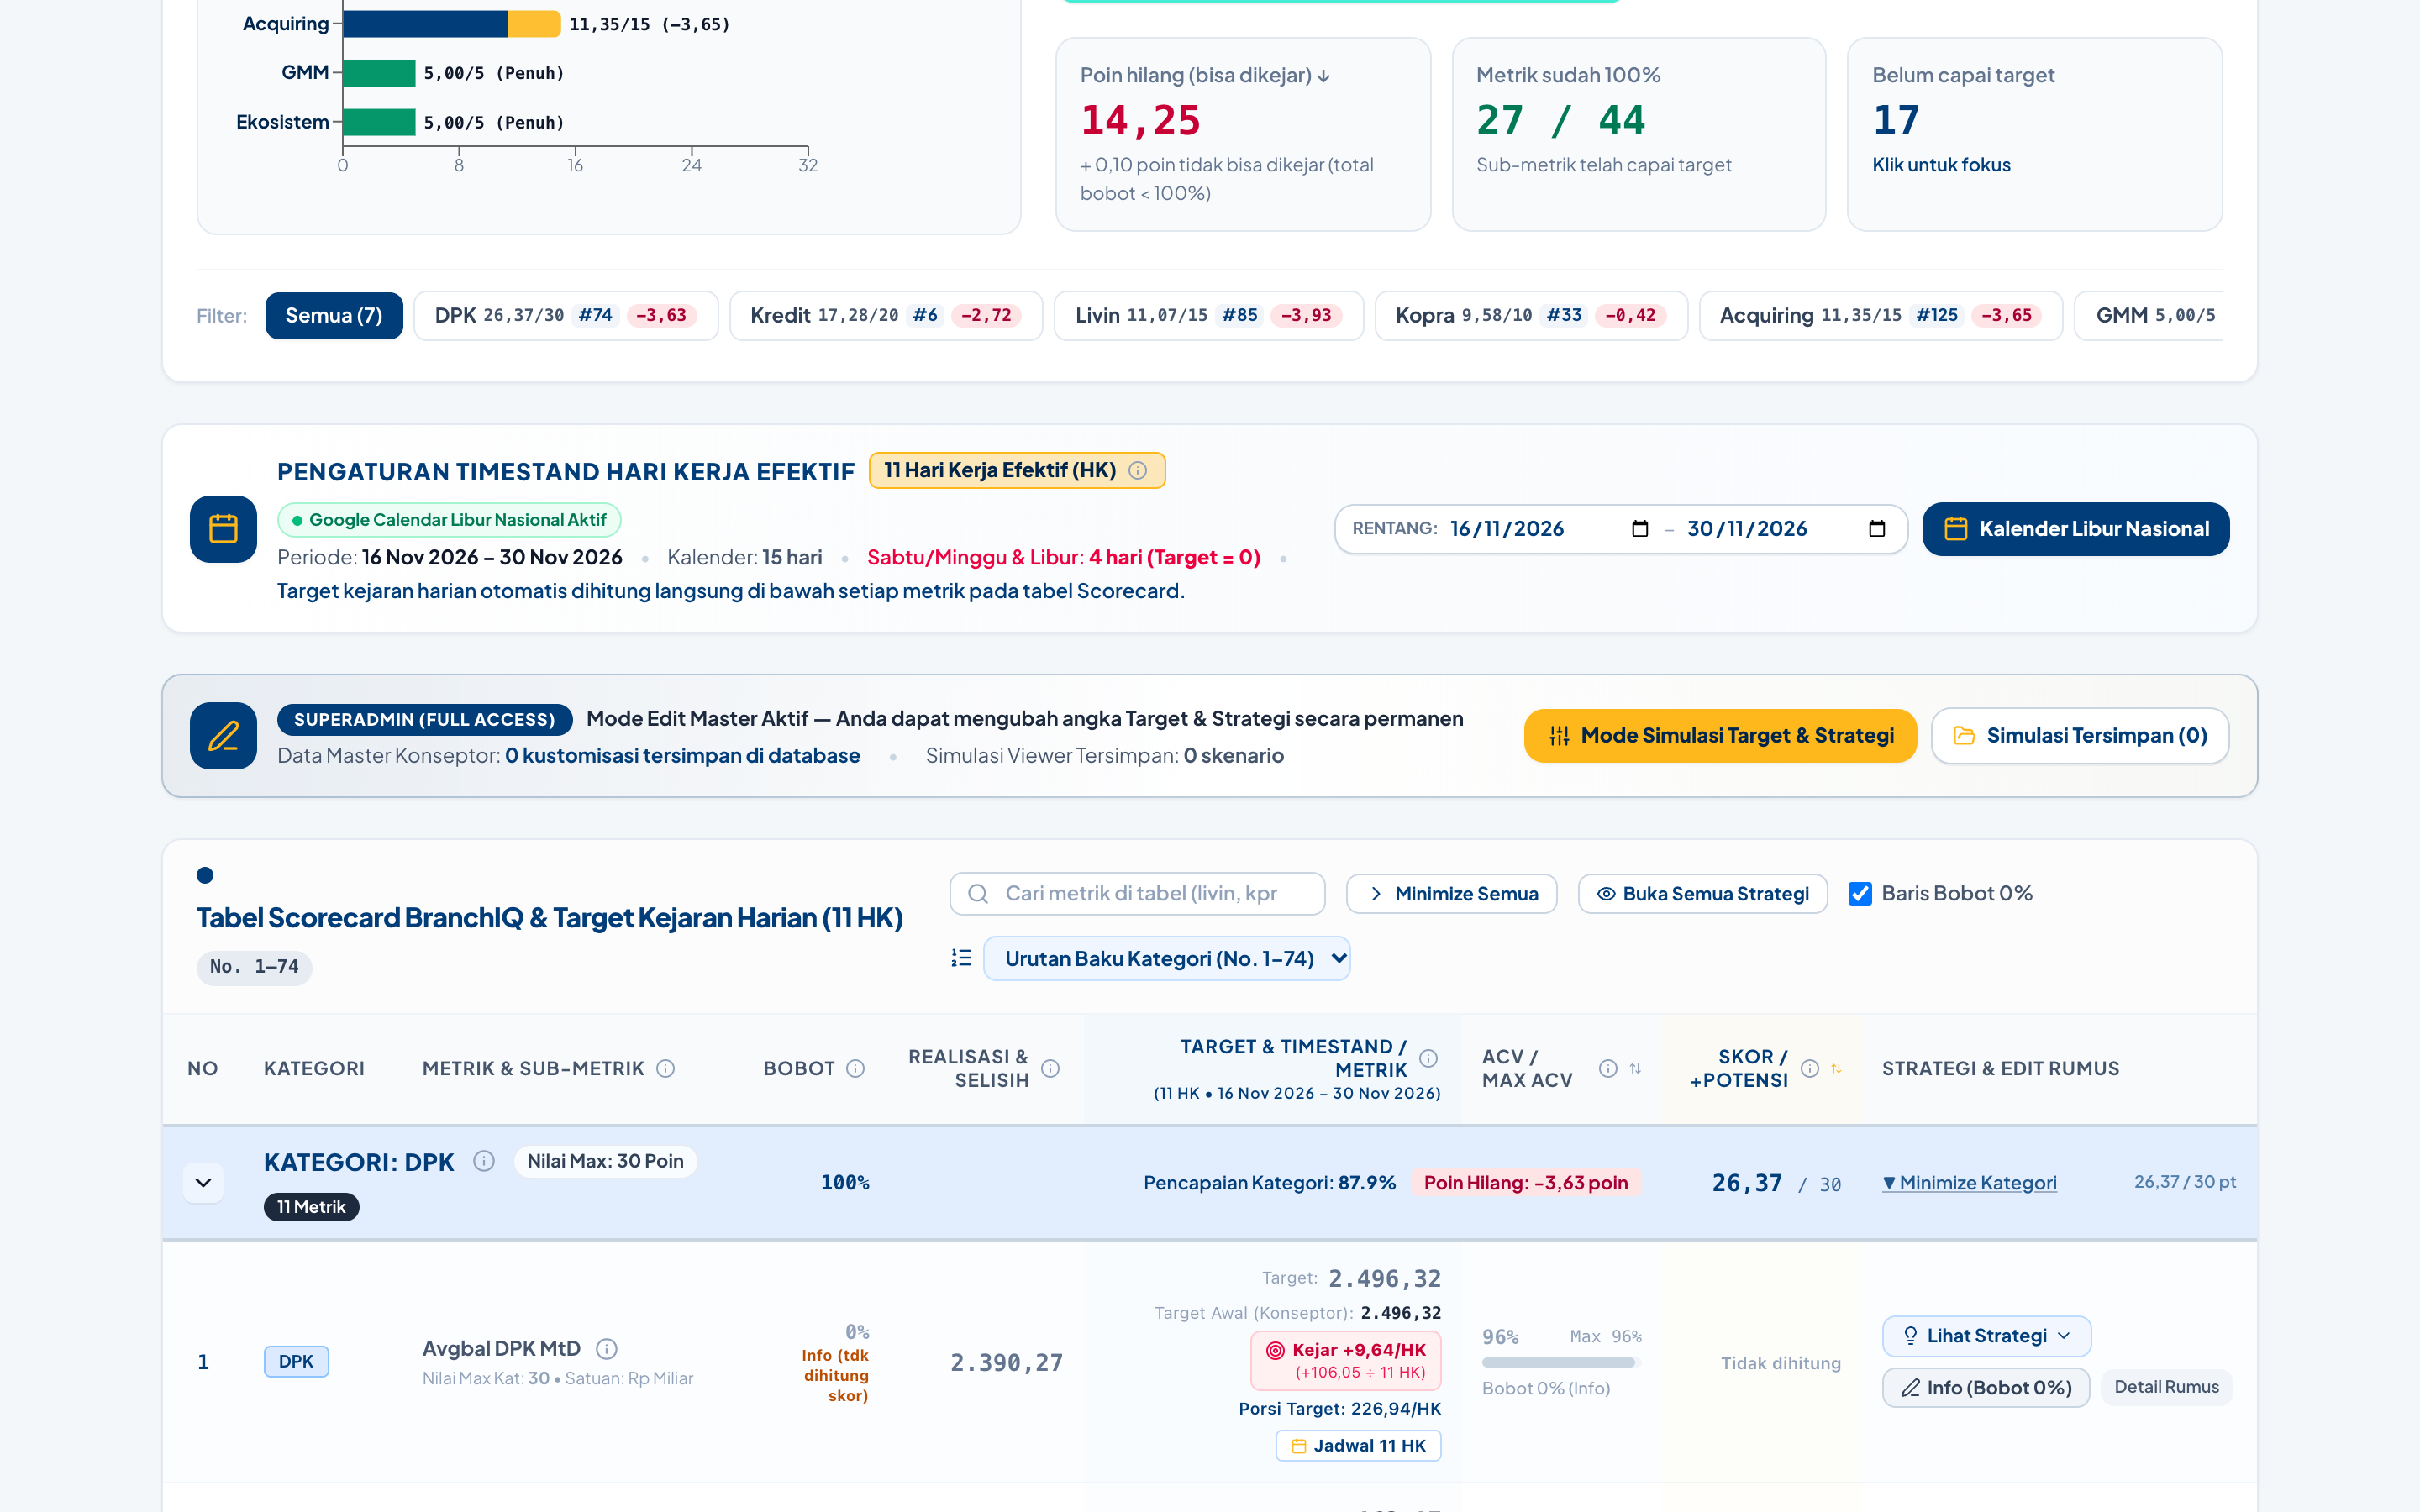 Acquiring 11,35/15 (−3,65)
GMM 5,00/5 (Penuh)
Ekosistem 5,00/5 (Penuh)
0 8 16 24 32
Poin hilang (bisa dikejar) ↓
14,25
+ 0,10 poin tidak bisa dikejar (total
bobot < 100%)
Metrik sudah 100%
27 / 44
Sub-metrik telah capai target
Belum capai target
17
Klik untuk fokus
Filter: Semua (7) DPK 26,37/30 #74 −3,63 Kredit 17,28/20 #6 −2,72 Livin 11,07/15 #85 −3,93 Kopra 9,58/10 #33 −0,42 Acquiring 11,35/15 #125 −3,65 GMM 5,00/5
PENGATURAN TIMESTAND HARI KERJA EFEKTIF 11 Hari Kerja Efektif (HK)
Google Calendar Libur Nasional Aktif
Periode: 16 Nov 2026 – 30 Nov 2026 • Kalender: 15 hari • Sabtu/Minggu & Libur: 4 hari (Target = 0) •
Target kejaran harian otomatis dihitung langsung di bawah setiap metrik pada tabel Scorecard.
RENTANG: 16/11/2026 – 30/11/2026
Kalender Libur Nasional
SUPERADMIN (FULL ACCESS) Mode Edit Master Aktif — Anda dapat mengubah angka Target & Strategi secara permanen
Data Master Konseptor: 0 kustomisasi tersimpan di database • Simulasi Viewer Tersimpan: 0 skenario
Mode Simulasi Target & Strategi
Simulasi Tersimpan (0)
Tabel Scorecard BranchIQ & Target Kejaran Harian (11 HK)
No. 1–74
Cari metrik di tabel (livin, kpr
Minimize Semua
Buka Semua Strategi
Baris Bobot 0%
Urutan Baku Kategori (No. 1–74)
NO
KATEGORI
METRIK & SUB-METRIK
BOBOT
REALISASI &
SELISIH
TARGET & TIMESTAND /
METRIK
(11 HK • 16 Nov 2026 – 30 Nov 2026)
ACV /
MAX ACV
SKOR /
+POTENSI
STRATEGI & EDIT RUMUS
KATEGORI: DPK Nilai Max: 30 Poin
11 Metrik
100%
Pencapaian Kategori: 87.9% Poin Hilang: −3,63 poin
26,37 / 30
▼ Minimize Kategori
26,37 / 30 pt
1
DPK
Avgbal DPK MtD
Nilai Max Kat: 30 • Satuan: Rp Miliar
0%
Info (tdk
dihitung
skor)
2.390,27
Target: 2.496,32
Target Awal (Konseptor): 2.496,32
Kejar +9,64/HK
(+106,05 ÷ 11 HK)
Porsi Target: 226,94/HK
Jadwal 11 HK
96% Max 96%
Bobot 0% (Info)
Tidak dihitung
Lihat Strategi
Info (Bobot 0%)
Detail Rumus